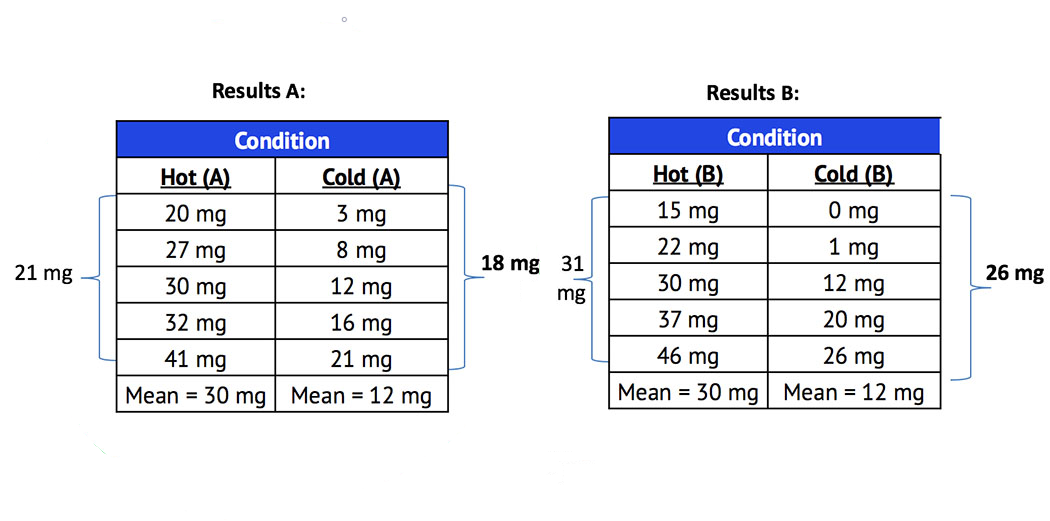 Results A:
Condition
Hot (A) Cold (A)
20 mg 3 mg
27 mg 8 mg
30 mg 12 mg
32 mg 16 mg
41 mg 21 mg
Mean = 30 mg Mean = 12 mg
21 mg
18 mg
Results B:
Condition
Hot (B) Cold (B)
15 mg 0 mg
22 mg 1 mg
30 mg 12 mg
37 mg 20 mg
46 mg 26 mg
Mean = 30 mg Mean = 12 mg
31
mg
26 mg